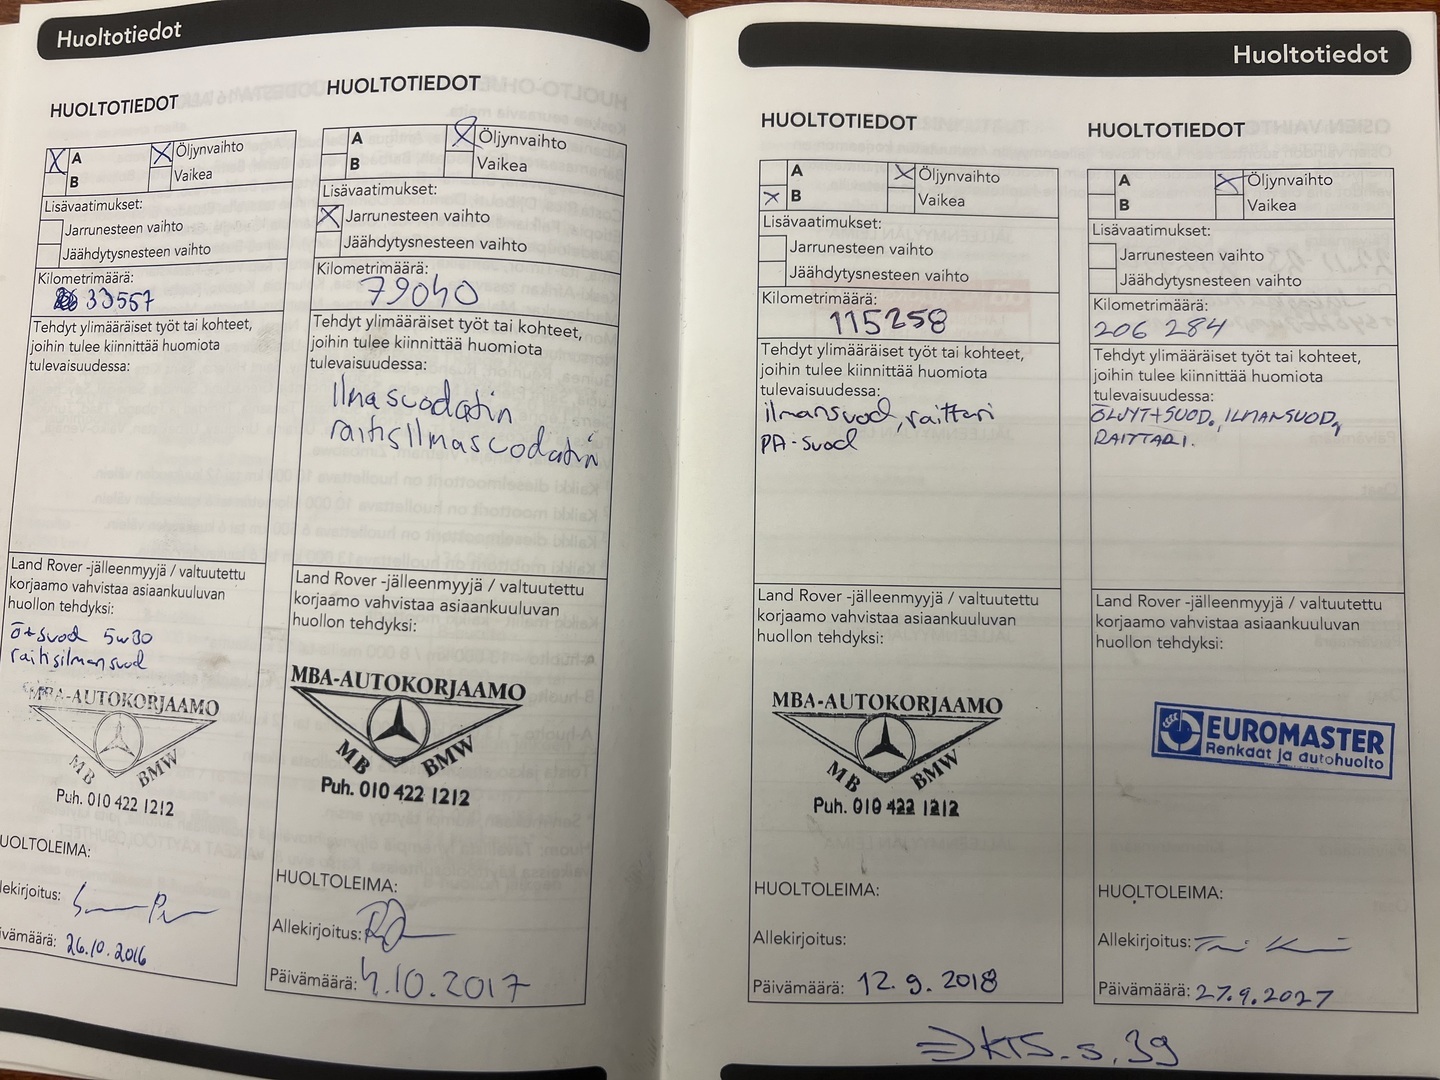 Huoltotiedot
HUOLTOTIEDOT
A
B
Öljynvaihto
Vaikea
Lisävaatimukset:
Jarrunesteen vaihto
Jäähdytysnesteen vaihto
Kilometrimäärä:
33557
Tehdyt ylimääräiset työt tai kohteet,
joihin tulee kiinnittää huomiota
tulevaisuudessa:
Land Rover -jälleenmyyjä / valtuutettu
korjaamo vahvistaa asiaankuuluvan
huollon tehdyksi:
ö+suod 5w30
raitisilmansuod
MBA-AUTOKORJAAMO
MB BMW
Puh. 010 422 1212
UOLTOLEIMA:
lekirjoitus:
ivämäärä: 26.10.2016
HUOLTOTIEDOT
A
B
Öljynvaihto
Vaikea
Lisävaatimukset:
Jarrunesteen vaihto
Jäähdytysnesteen vaihto
Kilometrimäärä:
79040
Tehdyt ylimääräiset työt tai kohteet,
joihin tulee kiinnittää huomiota
tulevaisuudessa:
Ilmasuodatin
raitisilmasuodatin
Land Rover -jälleenmyyjä / valtuutettu
korjaamo vahvistaa asiaankuuluvan
huollon tehdyksi:
MBA-AUTOKORJAAMO
MB BMW
Puh. 010 422 1212
HUOLTOLEIMA:
Allekirjoitus:
Päivämäärä: 4.10.2017
Huoltotiedot
HUOLTOTIEDOT
A
B
Öljynvaihto
Vaikea
Lisävaatimukset:
Jarrunesteen vaihto
Jäähdytysnesteen vaihto
Kilometrimäärä:
115258
Tehdyt ylimääräiset työt tai kohteet,
joihin tulee kiinnittää huomiota
tulevaisuudessa:
ilmansuod, raittari
PA-suod
Land Rover -jälleenmyyjä / valtuutettu
korjaamo vahvistaa asiaankuuluvan
huollon tehdyksi:
MBA-AUTOKORJAAMO
MB BMW
Puh. 010 422 1212
HUOLTOLEIMA:
Allekirjoitus:
Päivämäärä: 12.9.2018
HUOLTOTIEDOT
A
B
Öljynvaihto
Vaikea
Lisävaatimukset:
Jarrunesteen vaihto
Jäähdytysnesteen vaihto
Kilometrimäärä:
206 284
Tehdyt ylimääräiset työt tai kohteet,
joihin tulee kiinnittää huomiota
tulevaisuudessa:
ÖLJYT+SUOD., ILMANSUOD,
RAITTARI.
Land Rover -jälleenmyyjä / valtuutettu
korjaamo vahvistaa asiaankuuluvan
huollon tehdyksi:
EUROMASTER
Renkaat ja autohuolto
HUOLTOLEIMA:
Allekirjoitus:
Päivämäärä: 27.9.2027
=> KTS. s. 39